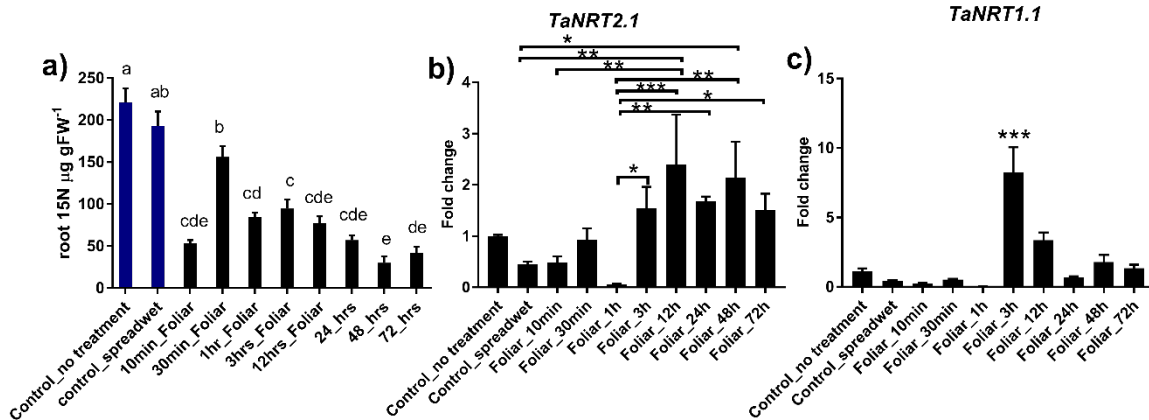 a)
root 15N µg gFW-1
250
200
150
100
50
0
a
ab
cde
b
cd
c
cde
cde
e
de
Control_no treatment
control_spreadwet
10min_Foliar
30min_Foliar
1hr_Foliar
3hrs_Foliar
12hrs_Foliar
24_hrs
48_hrs
72_hrs
TaNRT2.1
b)
Fold change
4
3
2
1
0
*
**
**
**
***
*
**
*
Control_no treatment
Control_spreadwet
Foliar_10min
Foliar_30min
Foliar_1h
Foliar_3h
Foliar_12h
Foliar_24h
Foliar_48h
Foliar_72h
TaNRT1.1
c)
Fold change
15
10
5
0
***
Control_no treatment
Control_spreadwet
Foliar_10min
Foliar_30min
Foliar_1h
Foliar_3h
Foliar_12h
Foliar_24h
Foliar_48h
Foliar_72h